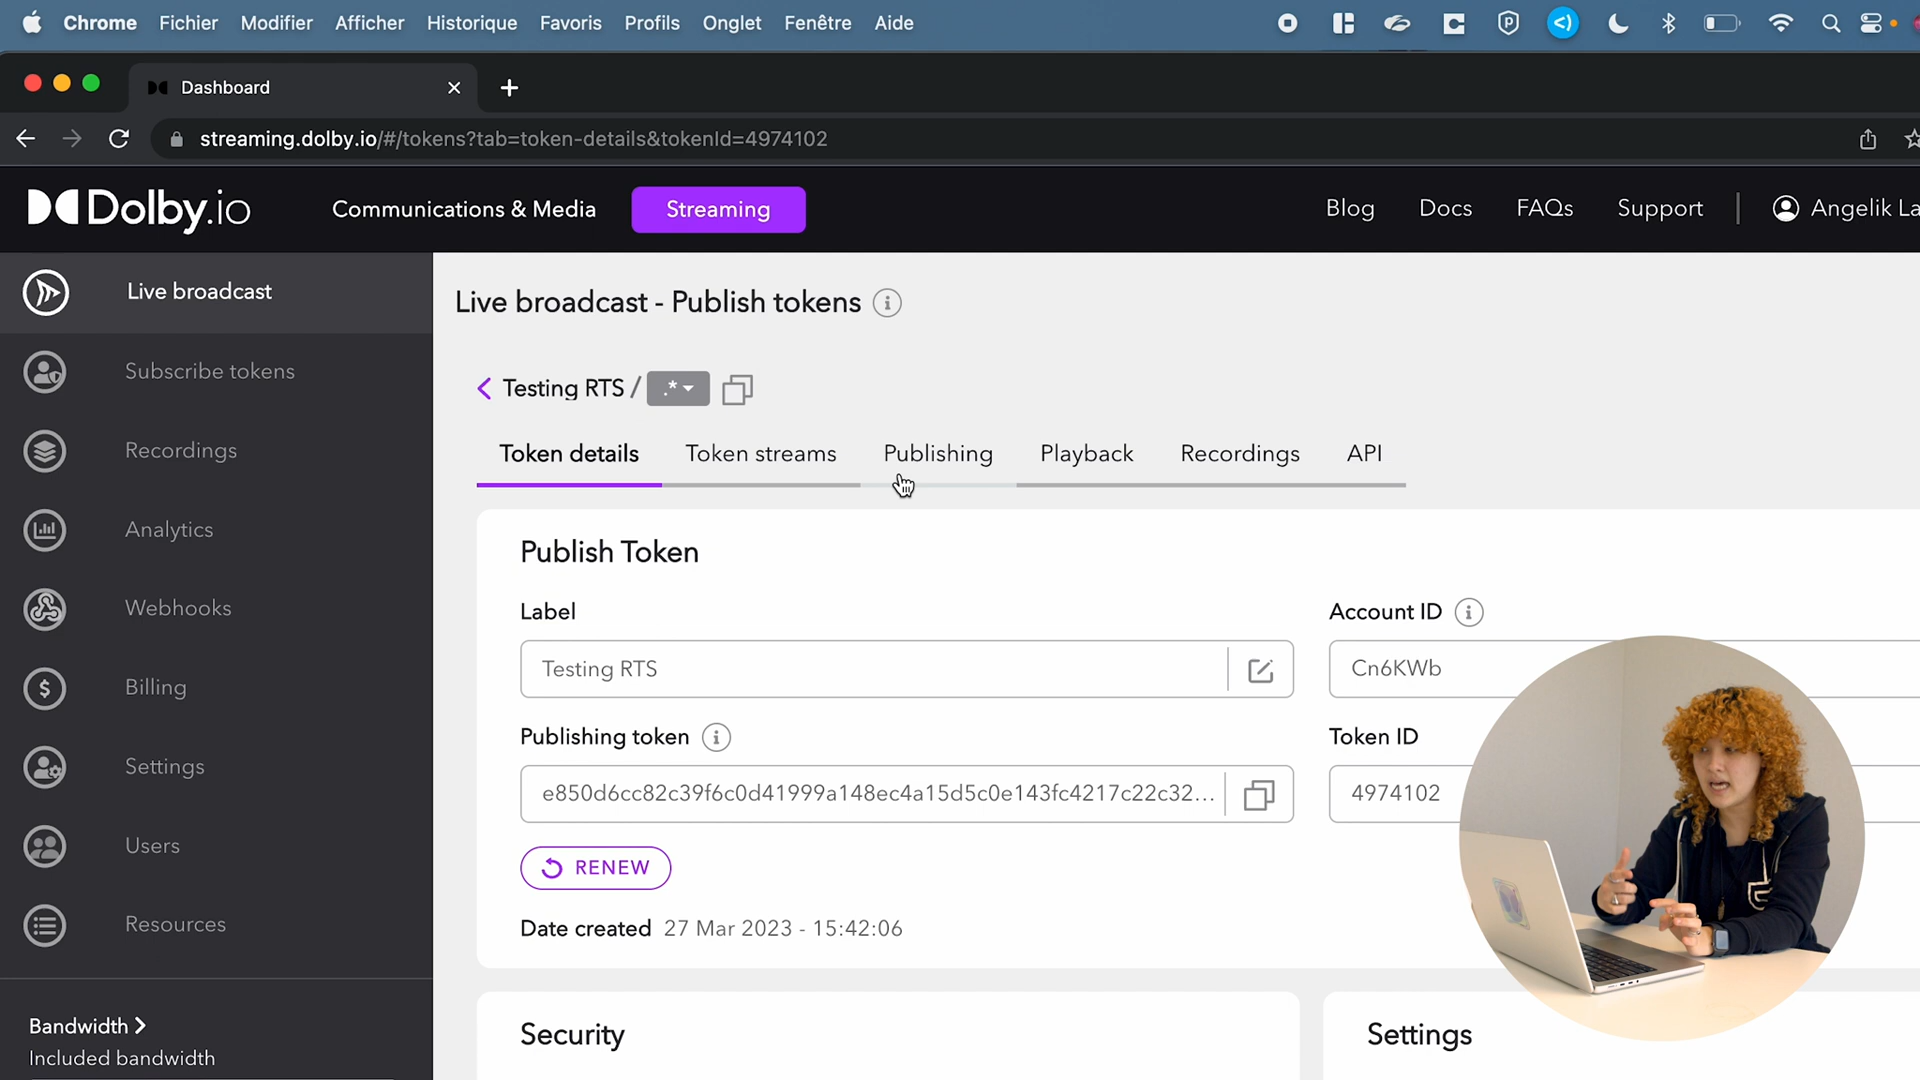 Chrome Fichier Modifier Afficher Historique Favoris Profils Onglet Fenêtre Aide
Dashboard
streaming.dolby.io/#/tokens?tab=token-details&tokenId=4974102
Dolby.io Communications & Media Streaming Blog Docs FAQs Support Angelik La
Live broadcast
Subscribe tokens
Recordings
Analytics
Webhooks
Billing
Settings
Users
Resources
Bandwidth
Included bandwidth
Live broadcast - Publish tokens
Testing RTS / .*
Token details Token streams Publishing Playback Recordings API
Publish Token
Label
Testing RTS
Account ID
Cn6KWb
Publishing token
e850d6cc82c39f6c0d41999a148ec4a15d5c0e143fc4217c22c32...
Token ID
4974102
RENEW
Date created 27 Mar 2023 - 15:42:06
Security
Settings